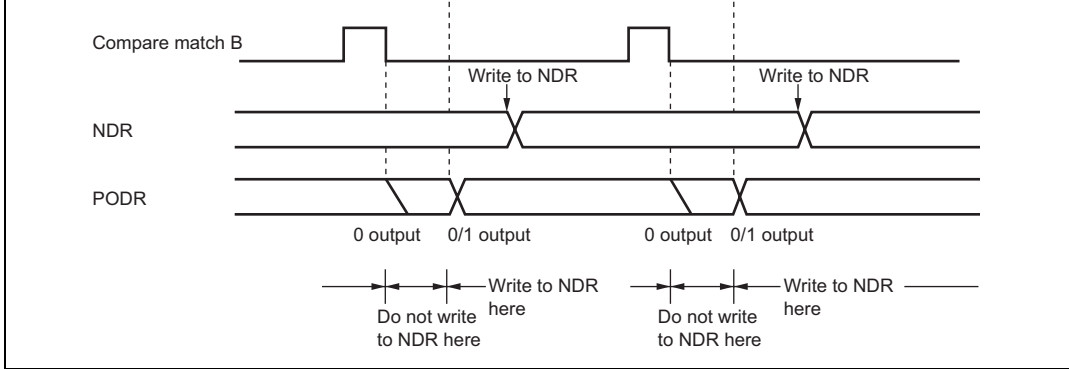 Compare match B
Write to NDR Write to NDR
NDR
PODR
0 output 0/1 output 0 output 0/1 output
Write to NDR here Write to NDR here
Do not write to NDR here Do not write to NDR here